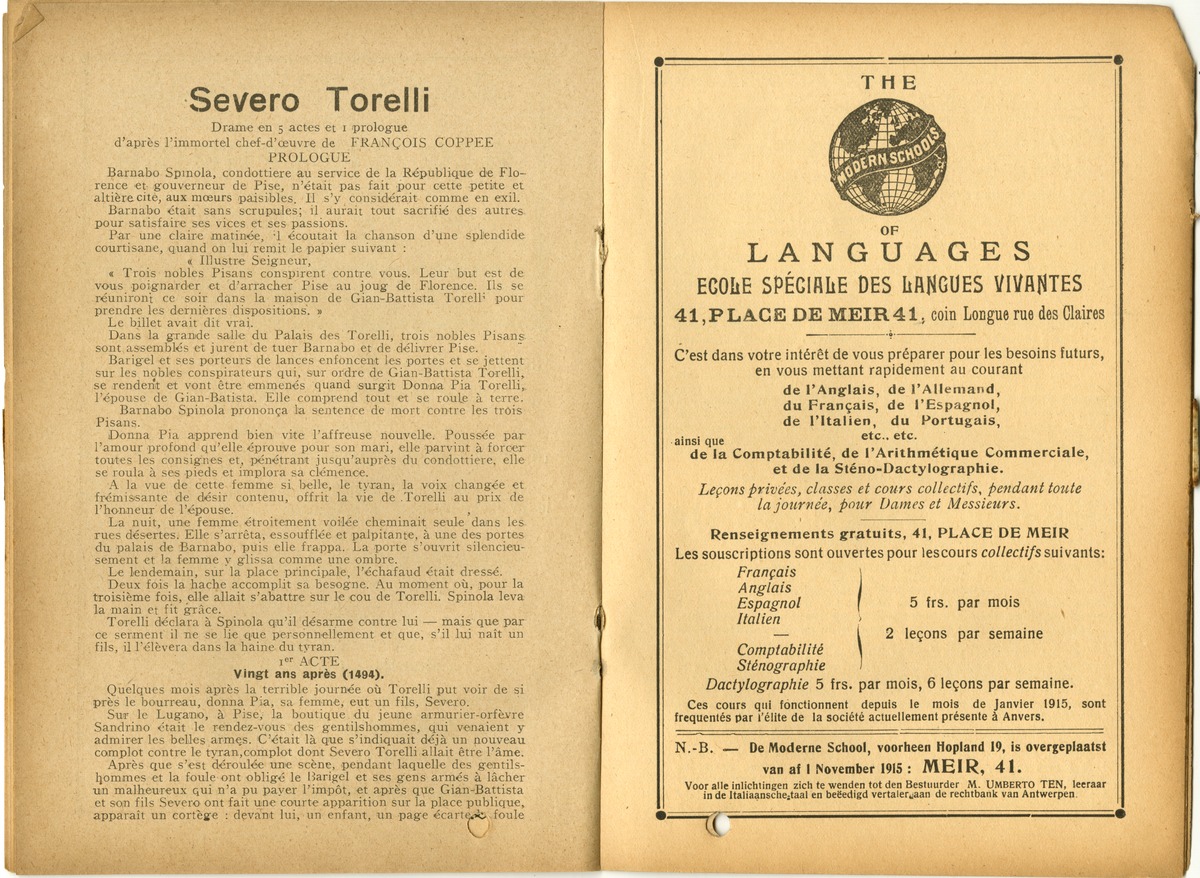 Severo Torelli
Drame en 5 actes et 1 prologue
d'après l'immortel chef-d'œuvre de FRANÇOIS COPPEE
PROLOGUE
Barnabo Spinola, condottiere au service de la République de Flo-
rence et gouverneur de Pise, n'était pas fait pour cette petite et
altière cité, aux mœurs paisibles. Il s'y considérait comme en exil.
Barnabo était sans scrupules; il aurait tout sacrifié des autres
pour satisfaire ses vices et ses passions.
Par une claire matinée, il écoutait la chanson d'une splendide
courtisane, quand on lui remit le papier suivant :
« Illustre Seigneur,
« Trois nobles Pisans conspirent contre vous. Leur but est de
vous poignarder et d'arracher Pise au joug de Florence. Ils se
réuniront ce soir dans la maison de Gian-Battista Torelli pour
prendre les dernières dispositions. »
Le billet avait dit vrai.
Dans la grande salle du Palais des Torelli, trois nobles Pisans
sont assemblés et jurent de tuer Barnabo et de délivrer Pise.
Barigel et ses porteurs de lances enfoncent les portes et se jettent
sur les nobles conspirateurs qui, sur ordre de Gian-Battista Torelli,
se rendent et vont être emmenés quand surgit Donna Pia Torelli,
l'épouse de Gian-Batista. Elle comprend tout et se roule à terre.
Barnabo Spinola prononça la sentence de mort contre les trois
Pisans.
Donna Pia apprend bien vite l'affreuse nouvelle. Poussée par
l'amour profond qu'elle éprouve pour son mari, elle parvint à forcer
toutes les consignes et, pénétrant jusqu'auprès du condottiere, elle
se roula à ses pieds et implora sa clémence.
A la vue de cette femme si belle, le tyran, la voix changée et
frémissante de désir contenu, offrit la vie de Torelli au prix de
l'honneur de l'épouse.
La nuit, une femme étroitement voilée cheminait seule dans les
rues désertes. Elle s'arrêta, essoufflée et palpitante, à une des portes
du palais de Barnabo, puis elle frappa. La porte s'ouvrit silencieu-
sement et la femme y glissa comme une ombre.
Le lendemain, sur la place principale, l'échafaud était dressé.
Deux fois la hache accomplit sa besogne. Au moment où, pour la
troisième fois, elle allait s'abattre sur le cou de Torelli. Spinola leva
la main et fit grâce.
Torelli déclara à Spinola qu'il désarme contre lui — mais que par
ce serment il ne se lie que personnellement et que, s'il lui naît un
fils, il l'élèvera dans la haine du tyran.
1er ACTE
Vingt ans après (1494).
Quelques mois après la terrible journée où Torelli put voir de si
près le bourreau, donna Pia, sa femme, eut un fils, Severo.
Sur le Lugano, à Pise, la boutique du jeune armurier-orfèvre
Sandrino était le rendez-vous des gentilshommes, qui venaient y
admirer les belles armes. C'était là que s'indiquait déjà un nouveau
complot contre le tyran, complot dont Severo Torelli allait être l'âme.
Après que s'est déroulée une scène, pendant laquelle des gentils-
hommes et la foule ont obligé le Barigel et ses gens armés à lâcher
un malheureux qui n'a pu payer l'impôt, et après que Gian-Battista
et son fils Severo ont fait une courte apparition sur la place publique,
apparait un cortège : devant lui, un enfant, un page écarte la foule
THE
MODERN SCHOOLS
OF
LANGUAGES
ECOLE SPÉCIALE DES LANGUES VIVANTES
41, PLACE DE MEIR 41, coin Longue rue des Claires
C'est dans votre intérêt de vous préparer pour les besoins futurs,
en vous mettant rapidement au courant
de l'Anglais, de l'Allemand,
du Français, de l'Espagnol,
de l'Italien, du Portugais,
etc., etc.
ainsi que
de la Comptabilité, de l'Arithmétique Commerciale,
et de la Sténo-Dactylographie.
Leçons privées, classes et cours collectifs, pendant toute
la journée, pour Dames et Messieurs.
Renseignements gratuits, 41, PLACE DE MEIR
Les souscriptions sont ouvertes pour les cours collectifs suivants:
Français
Anglais
Espagnol 5 frs. par mois
Italien
— 2 leçons par semaine
Comptabilité
Sténographie
Dactylographie 5 frs. par mois, 6 leçons par semaine.
Ces cours qui fonctionnent depuis le mois de Janvier 1915, sont
frequentés par l'élite de la société actuellement présente à Anvers.
N.-B. — De Moderne School, voorheen Hopland 19, is overgeplaatst
van af 1 November 1915 : MEIR, 41.
Voor alle inlichtingen zich te wenden tot den Bestuurder M. UMBERTO TEN, leeraar
in de Italiaansche taal en beëedigd vertaler aan de rechtbank van Antwerpen.